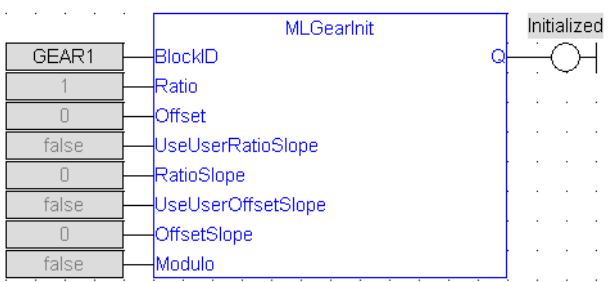 MLGearInit Initialized
GEAR1 BlockID Q
1 Ratio
0 Offset
false UseUserRatioSlope
0 RatioSlope
false UseUserOffsetSlope
0 OffsetSlope
false Modulo